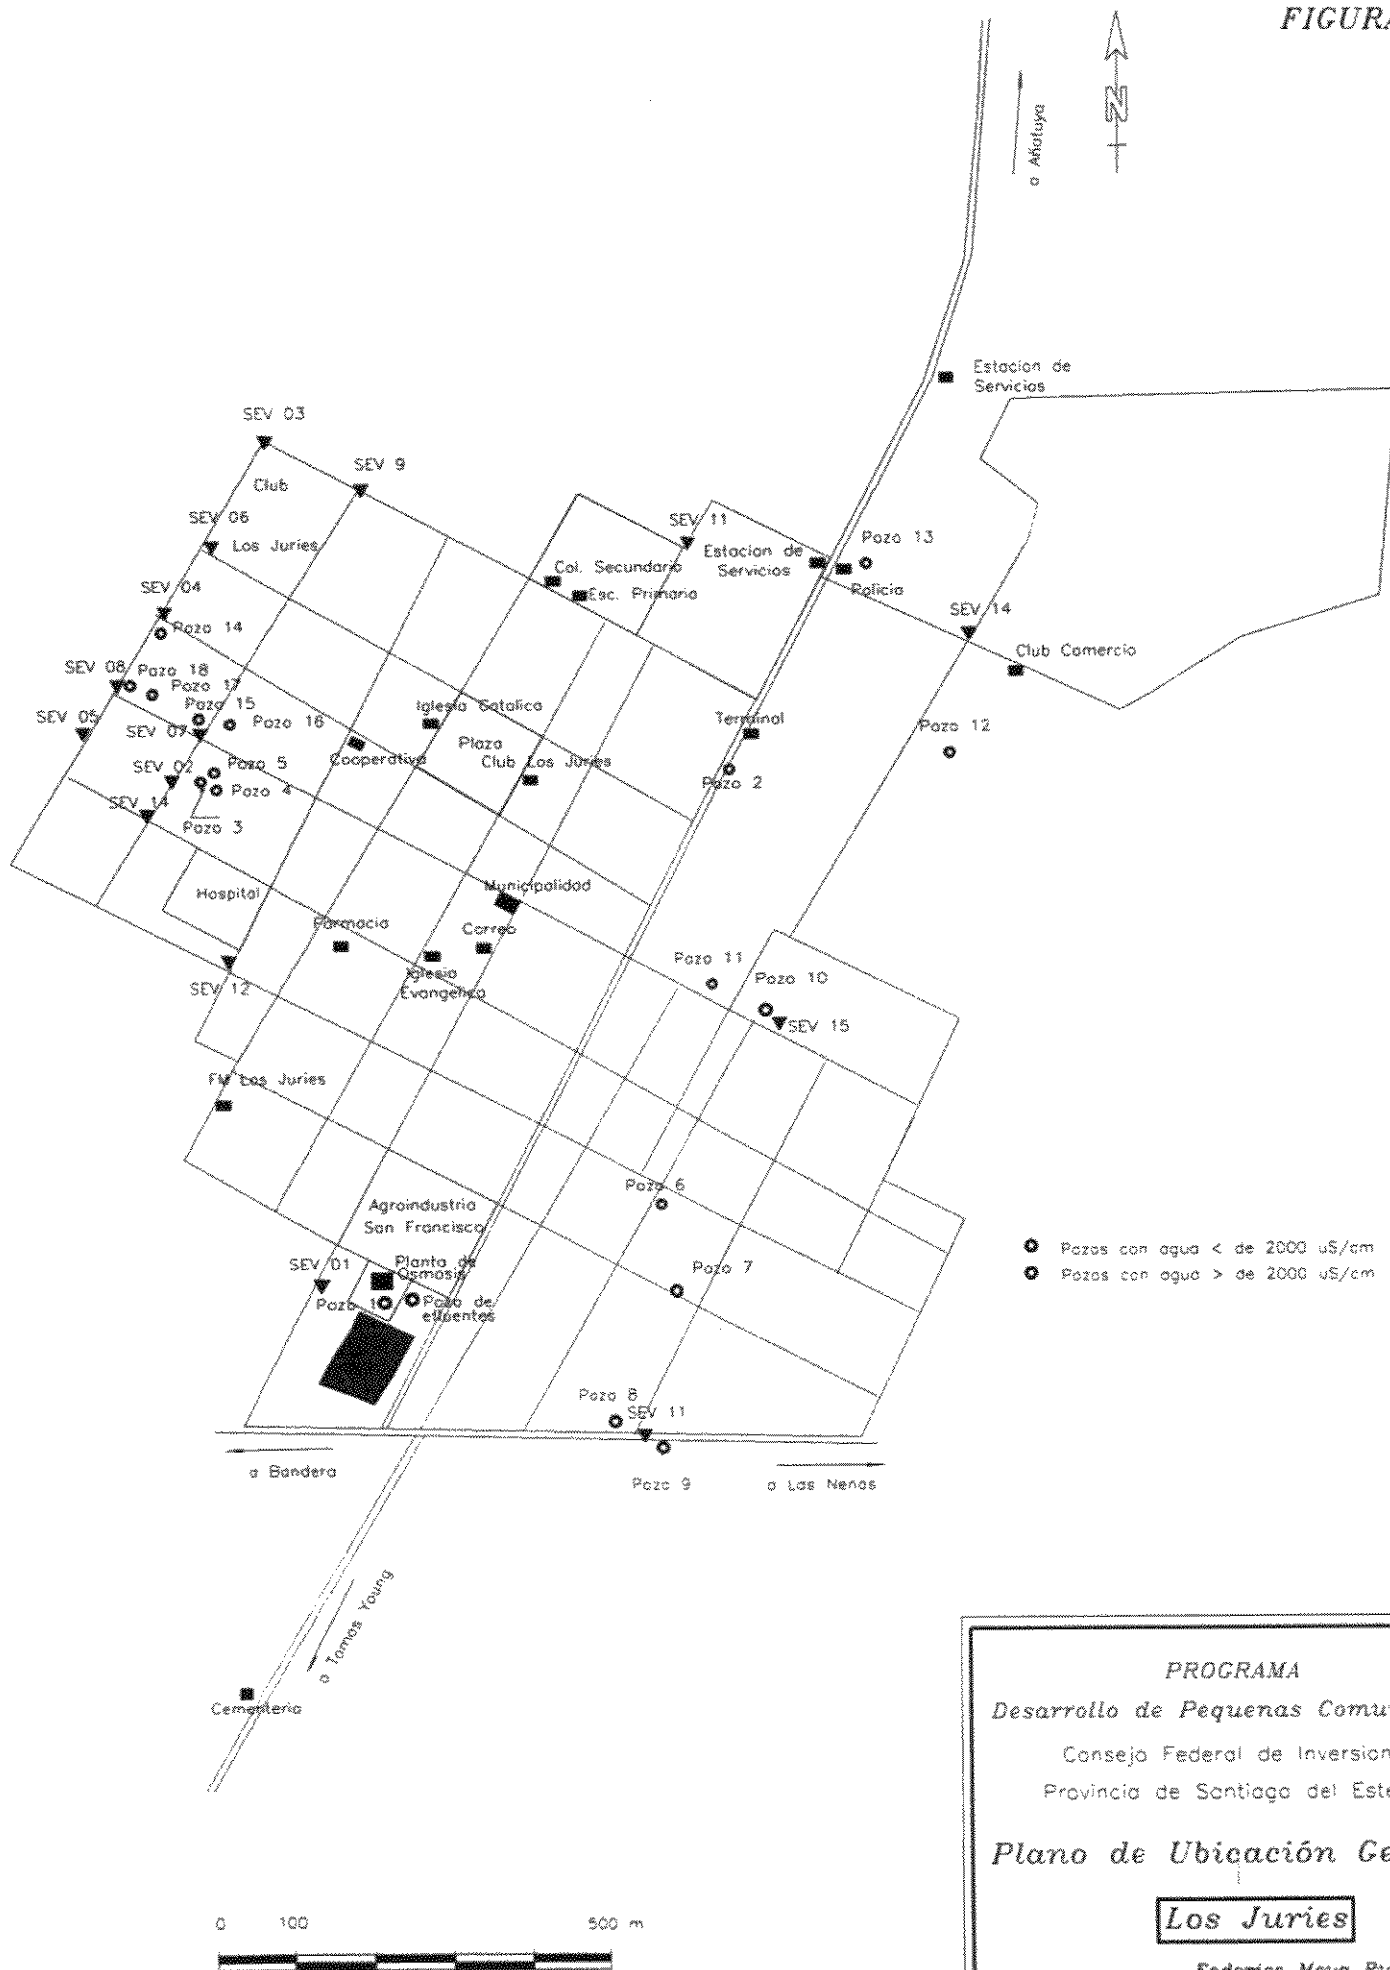 FIGURA
N
a Añatuya
Estacion de
Servicios
SEV 03
SEV 9
Club
SEV 06
Los Juries
SEV 11
Estacion de
Servicios
Pozo 13
Col. Secundario
Esc. Primaria
Policia
SEV 04
Pozo 14
SEV 14
Club Comercio
SEV 08
Pozo 18
Pozo 17
Pozo 15
Pozo 16
SEV 05
SEV 07
Iglesia Catolica
Plaza
Cooperativa
Club Los Juries
Terminal
Pozo 12
Pozo 2
SEV 02
Pozo 5
Pozo 4
SEV 14
Pozo 3
Hospital
Municipalidad
Farmacia
Correo
Iglesia
Evangelica
SEV 12
Pozo 11
Pozo 10
SEV 15
FM Los Juries
Pozo 6
Agroindustria
San Francisco
SEV 01
Planta de
Osmosis
Pozo 1
Pozo de
efluentes
Pozo 7
Pozos con agua < de 2000 uS/cm
Pozos con agua > de 2000 uS/cm
Pozo 8
SEV 11
Pozo 9
a Bandera
a Las Nenas
a Tomas Young
Cementerio
PROGRAMA
Desarrollo de Pequenas Comu
Consejo Federal de Inversion
Provincia de Santiago del Este
Plano de Ubicación Ge
Los Juries
0 100 500 m